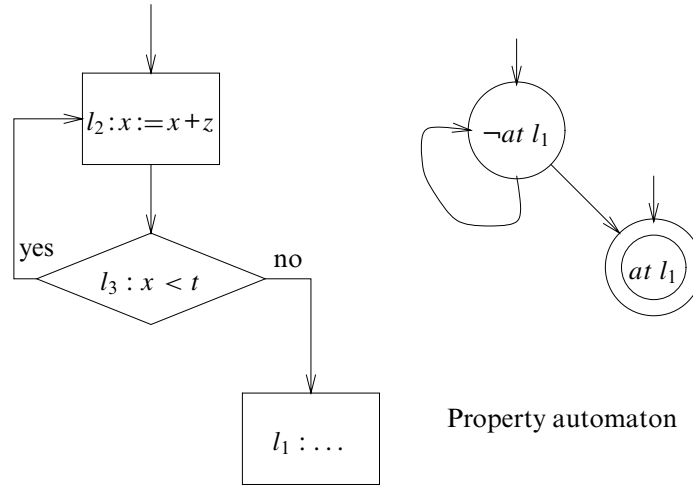 l₂ : x := x + z
yes
l₃ : x < t
no
l₁ : . . .
¬at l₁
at l₁
Property automaton